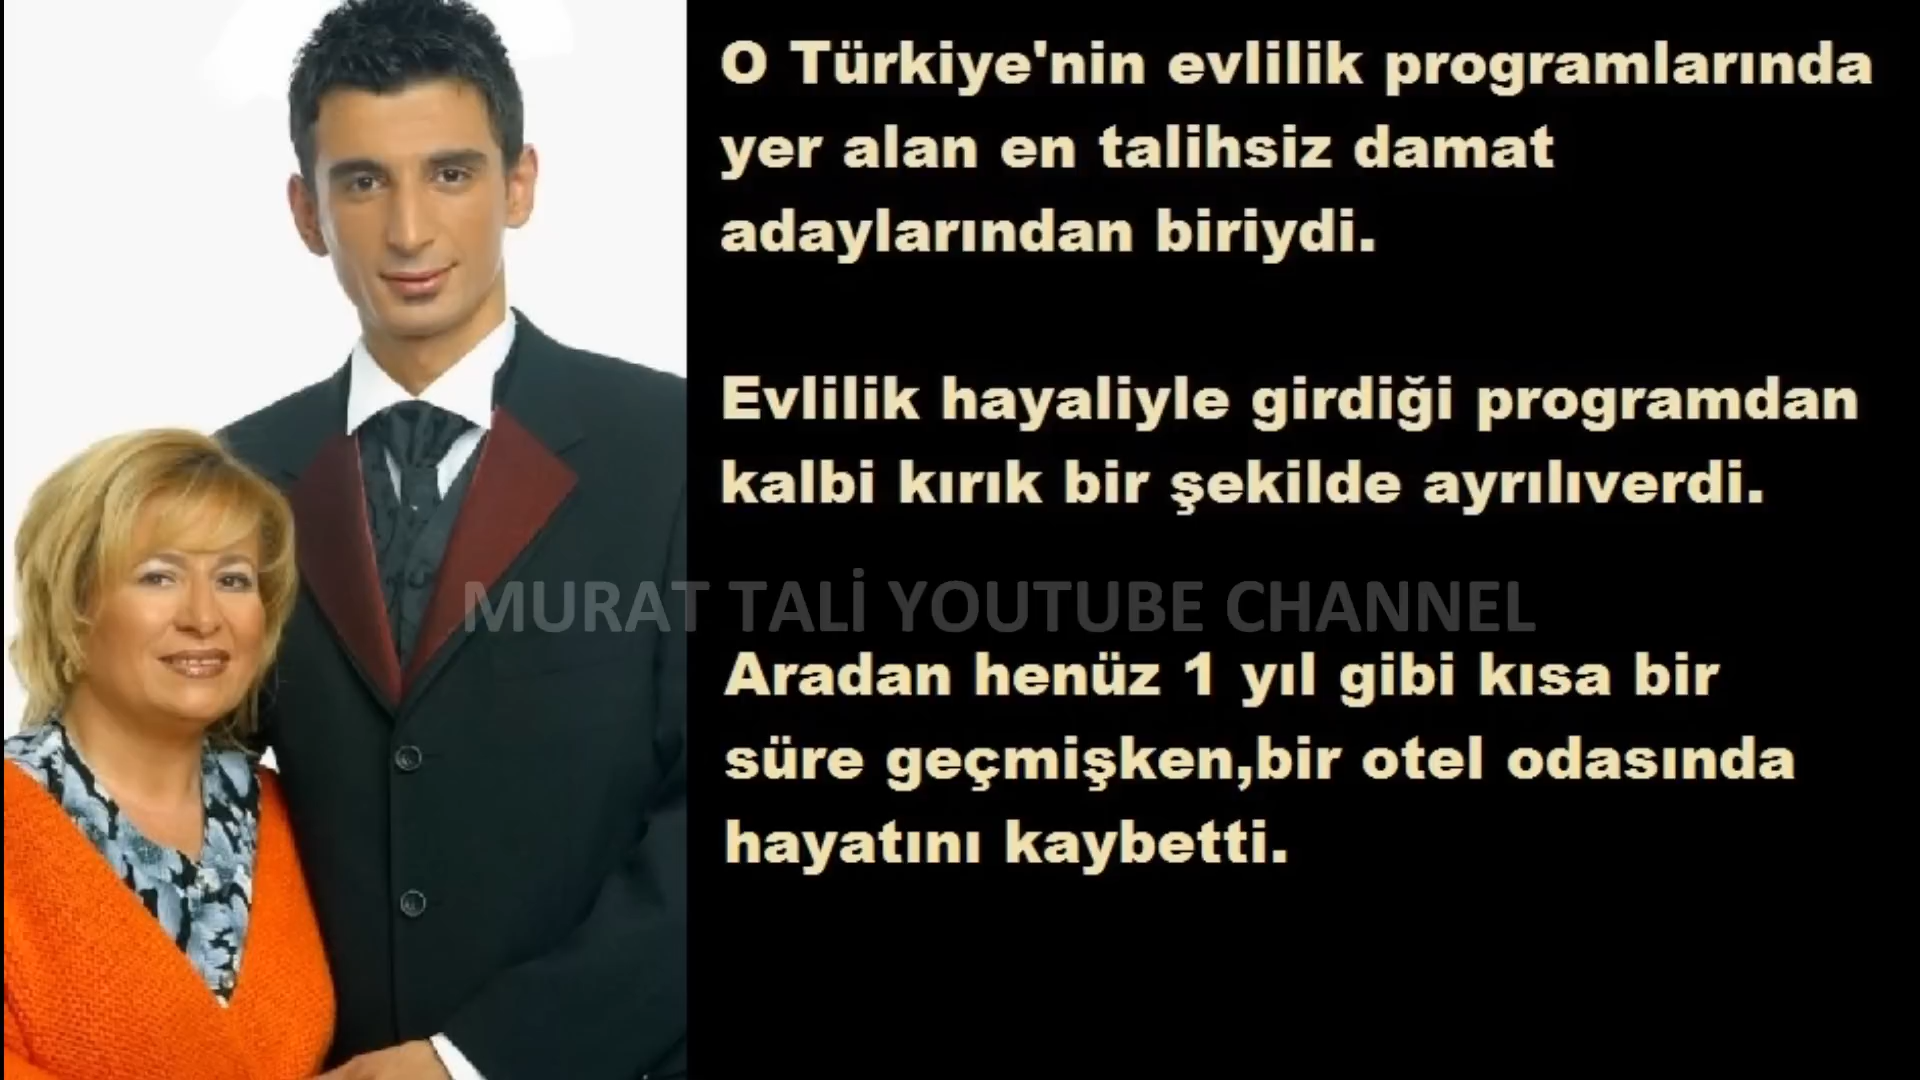 O Türkiye'nin evlilik programlarında
yer alan en talihsiz damat
adaylarından biriydi.
Evlilik hayaliyle girdiği programdan
kalbi kırık bir şekilde ayrılıverdi.
MURAT TALİ YOUTUBE CHANNEL
Aradan henüz 1 yıl gibi kısa bir
süre geçmişken,bir otel odasında
hayatını kaybetti.